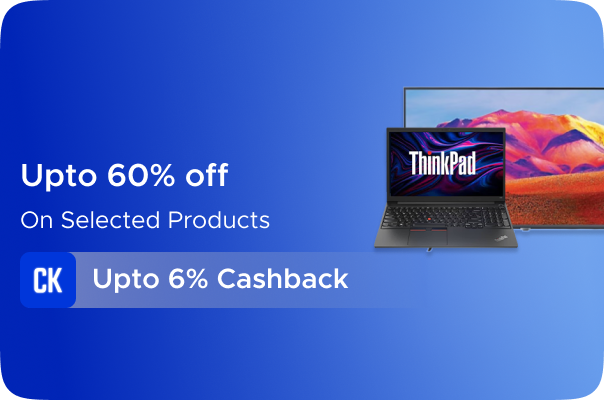 Upto 60% off
On Selected Products
CK
Upto 6% Cashback
ThinkPad